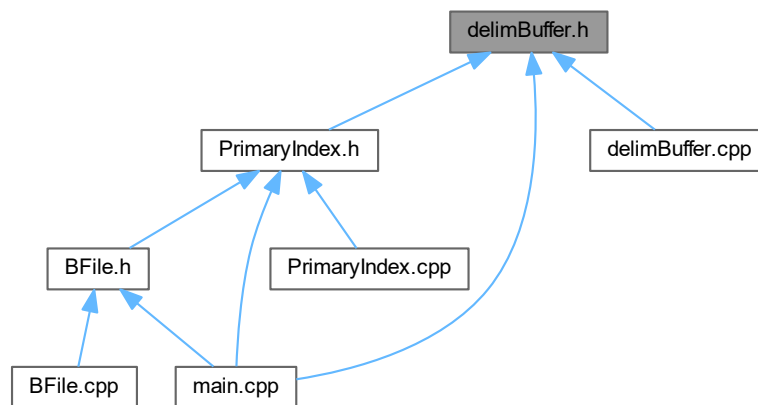 delimBuffer.h
PrimaryIndex.h
delimBuffer.cpp
BFile.h
PrimaryIndex.cpp
BFile.cpp
main.cpp